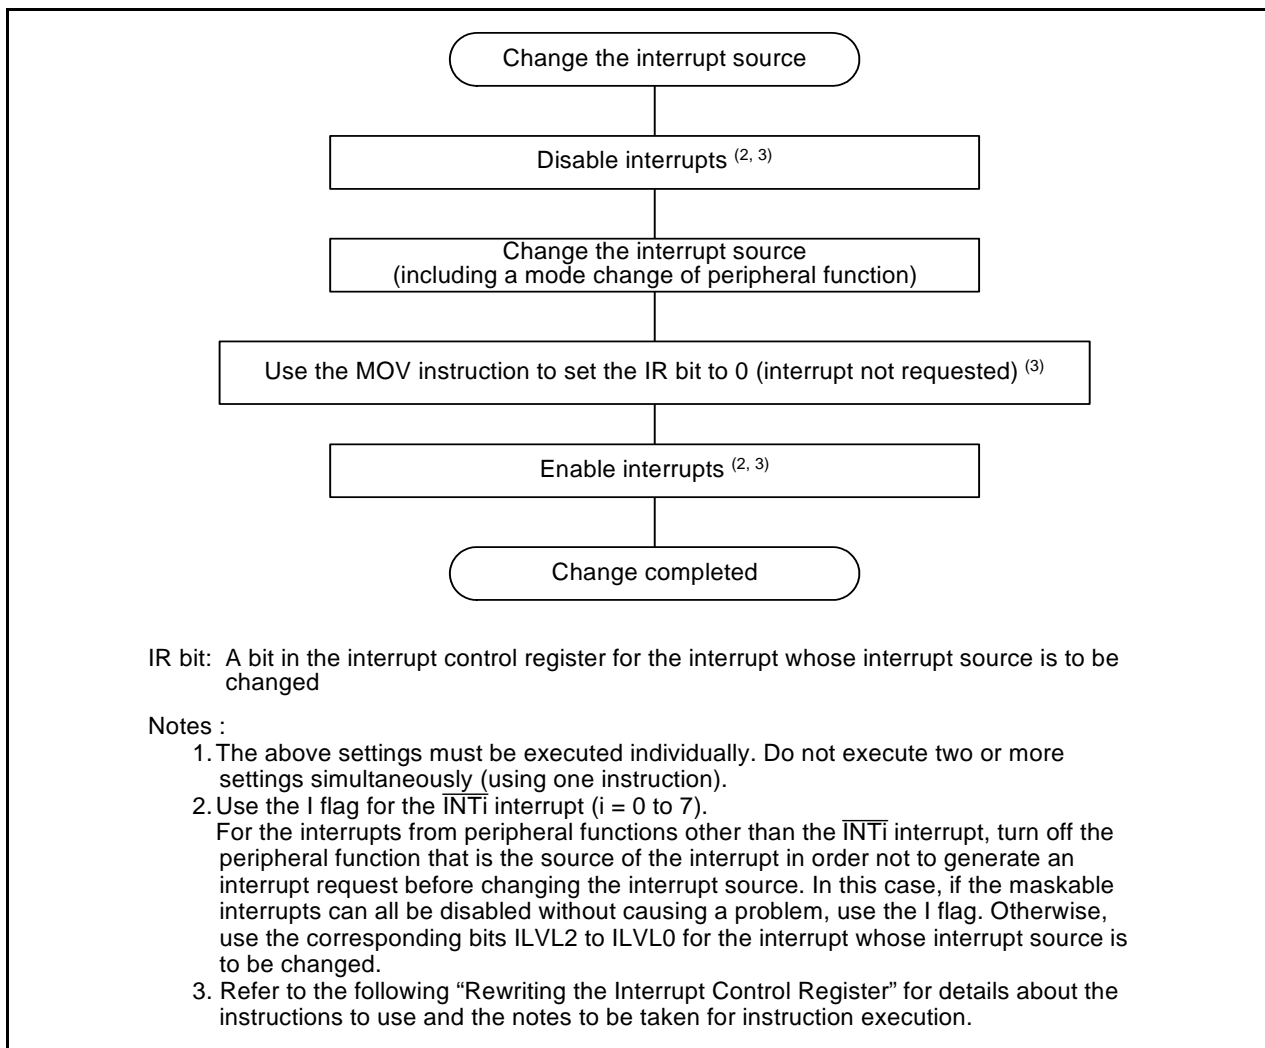 Change the interrupt source
Disable interrupts (2, 3)
Change the interrupt source
(including a mode change of peripheral function)
Use the MOV instruction to set the IR bit to 0 (interrupt not requested) (3)
Enable interrupts (2, 3)
Change completed
IR bit: A bit in the interrupt control register for the interrupt whose interrupt source is to be
changed
Notes :
1. The above settings must be executed individually. Do not execute two or more
settings simultaneously (using one instruction).
2. Use the I flag for the I̅N̅T̅i̅ interrupt (i = 0 to 7).
For the interrupts from peripheral functions other than the I̅N̅T̅i̅ interrupt, turn off the
peripheral function that is the source of the interrupt in order not to generate an
interrupt request before changing the interrupt source. In this case, if the maskable
interrupts can all be disabled without causing a problem, use the I flag. Otherwise,
use the corresponding bits ILVL2 to ILVL0 for the interrupt whose interrupt source is
to be changed.
3. Refer to the following “Rewriting the Interrupt Control Register” for details about the
instructions to use and the notes to be taken for instruction execution.